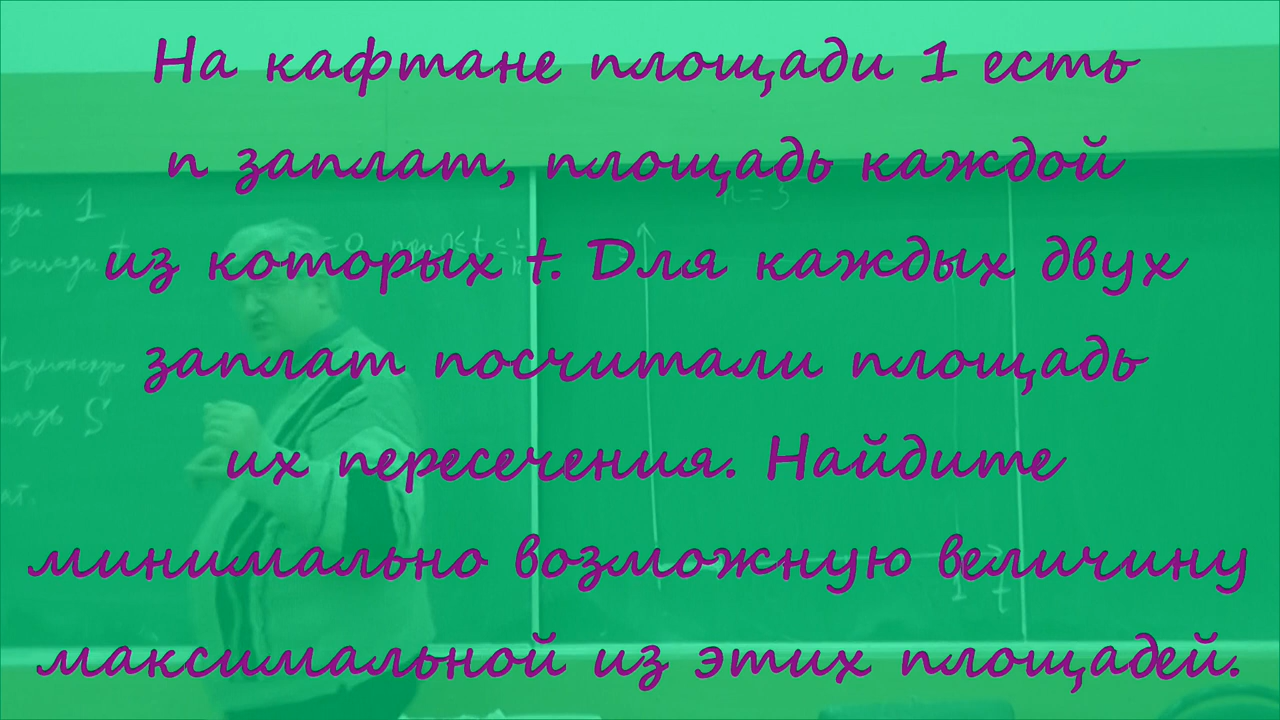 На кафтане площади 1 есть
n заплат, площадь каждой
из которых t. Для каждых двух
заплат посчитали площадь
их пересечения. Найдите
минимально возможную величину
максимальной из этих площадей.